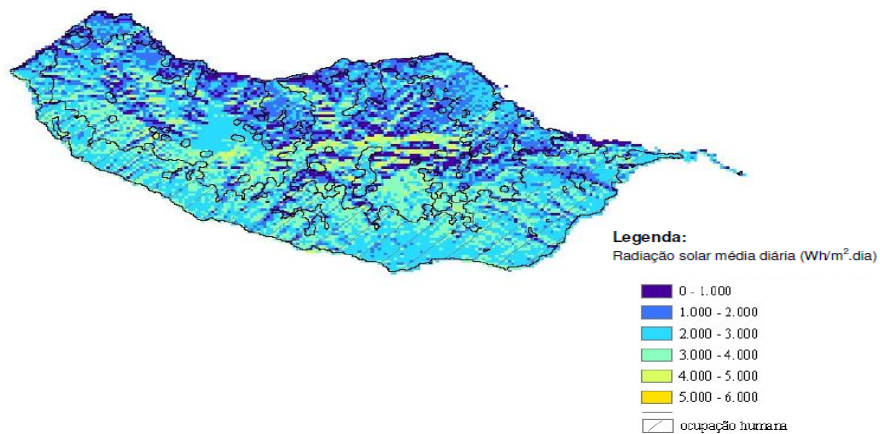 Legenda:
Radiação solar média diária (Wh/m².dia)
0 - 1.000
1.000 - 2.000
2.000 - 3.000
3.000 - 4.000
4.000 - 5.000
5.000 - 6.000
ocupação humana